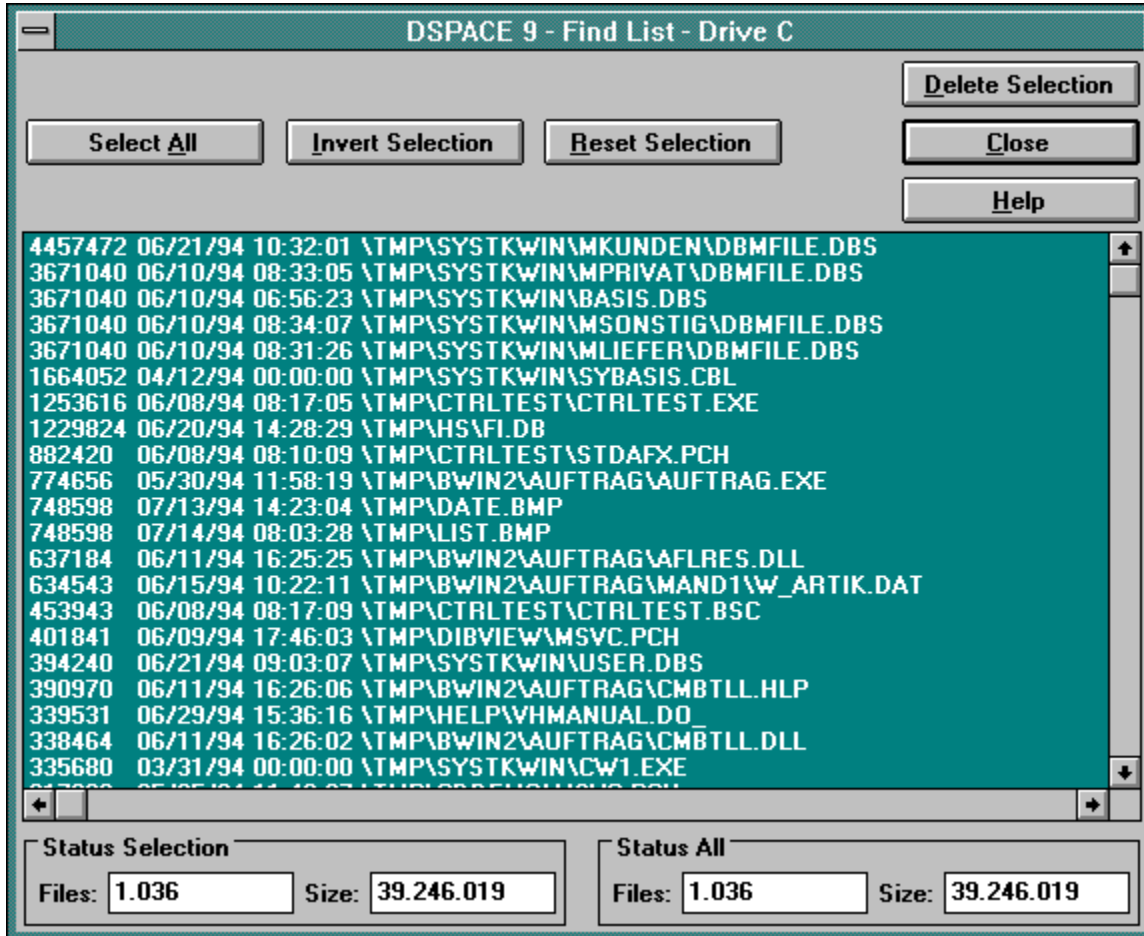 DSPACE 9 - Find List - Drive C
Delete Selection
Select All Invert Selection Reset Selection Close
Help
4457472 06/21/94 10:32:01 \TMP\SYSTKWIN\MKUNDEN\DBMFILE.DBS
3671040 06/10/94 08:33:05 \TMP\SYSTKWIN\MPRIVAT\DBMFILE.DBS
3671040 06/10/94 06:56:23 \TMP\SYSTKWIN\BASIS.DBS
3671040 06/10/94 08:34:07 \TMP\SYSTKWIN\MSONSTIG\DBMFILE.DBS
3671040 06/10/94 08:31:26 \TMP\SYSTKWIN\MLIEFER\DBMFILE.DBS
1664052 04/12/94 00:00:00 \TMP\SYSTKWIN\SYBASIS.CBL
1253616 06/08/94 08:17:05 \TMP\CTRLTEST\CTRLTEST.EXE
1229824 06/20/94 14:28:29 \TMP\HS\FI.DB
882420 06/08/94 08:10:09 \TMP\CTRLTEST\STDAFX.PCH
774656 05/30/94 11:58:19 \TMP\BWIN2\AUFTRAG\AUFTRAG.EXE
748598 07/13/94 14:23:04 \TMP\DATE.BMP
748598 07/14/94 08:03:28 \TMP\LIST.BMP
637184 06/11/94 16:25:25 \TMP\BWIN2\AUFTRAG\AFLRES.DLL
634543 06/15/94 10:22:11 \TMP\BWIN2\AUFTRAG\MAND1\W_ARTIK.DAT
453943 06/08/94 08:17:09 \TMP\CTRLTEST\CTRLTEST.BSC
401841 06/09/94 17:46:03 \TMP\DIBVIEW\MSVC.PCH
394240 06/21/94 09:03:07 \TMP\SYSTKWIN\USER.DBS
390970 06/11/94 16:26:06 \TMP\BWIN2\AUFTRAG\CMBTLL.HLP
339531 06/29/94 15:36:16 \TMP\HELP\VHMANUAL.DO_
338464 06/11/94 16:26:02 \TMP\BWIN2\AUFTRAG\CMBTLL.DLL
335680 03/31/94 00:00:00 \TMP\SYSTKWIN\CW1.EXE
Status Selection Status All
Files: 1.036 Size: 39.246.019 Files: 1.036 Size: 39.246.019